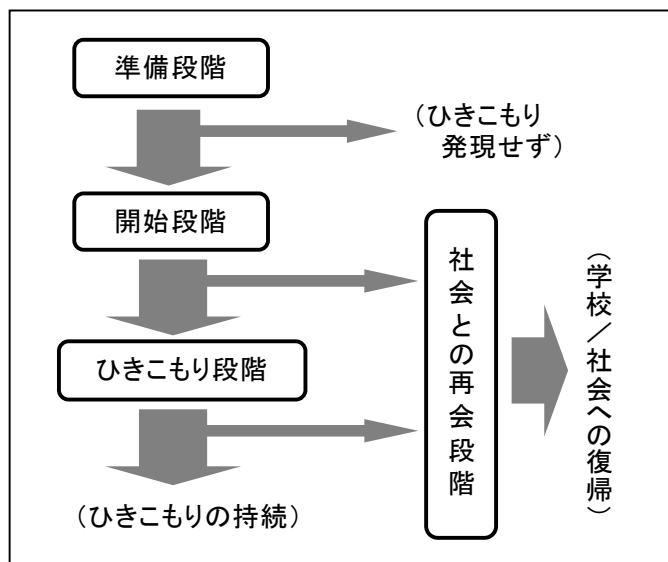 準備段階
(ひきこもり
発現せず)
開始段階
ひきこもり段階
(ひきこもりの持続)
社会との再会段階
(学校/社会への復帰)